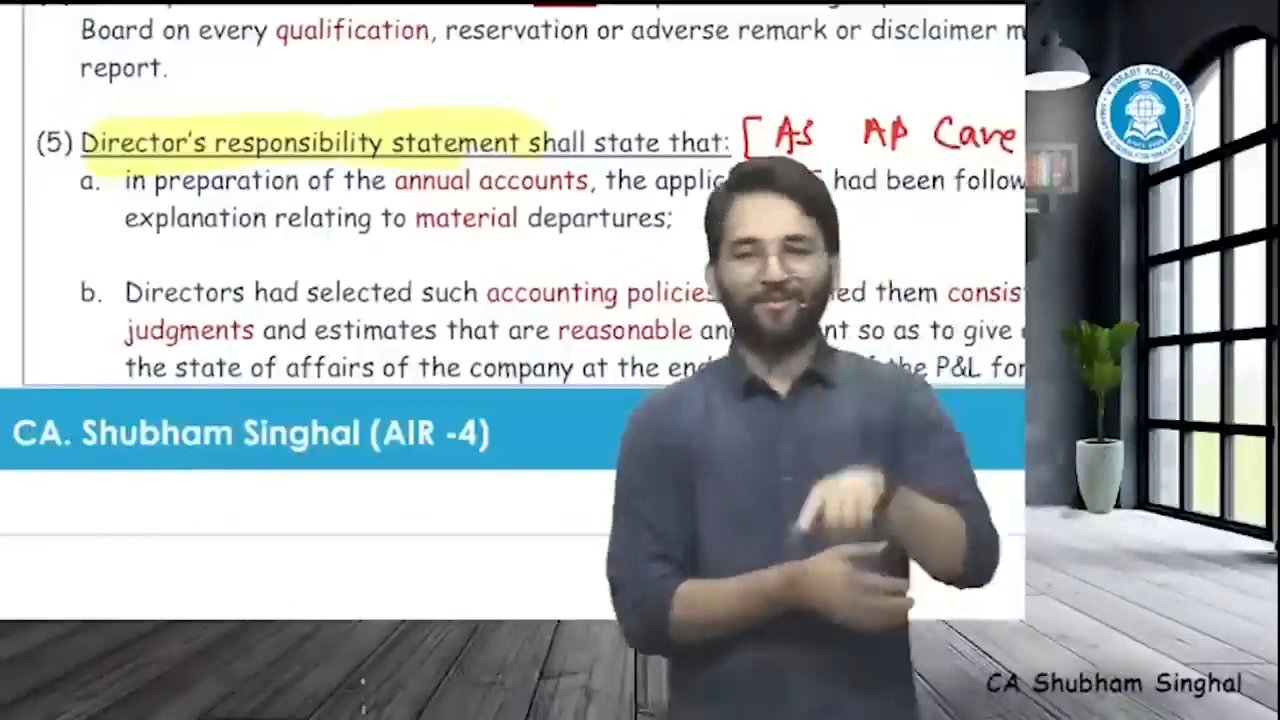 Board on every qualification, reservation or adverse remark or disclaimer m
report.
(5) Director's responsibility statement shall state that: [ AS AP Care
a. in preparation of the annual accounts, the applic had been follow
explanation relating to material departures;
b. Directors had selected such accounting policies ied them consis
judgments and estimates that are reasonable an nt so as to give
the state of affairs of the company at the end the P&L for
CA. Shubham Singhal (AIR -4)
V'SMART ACADEMY
CA Shubham Singhal